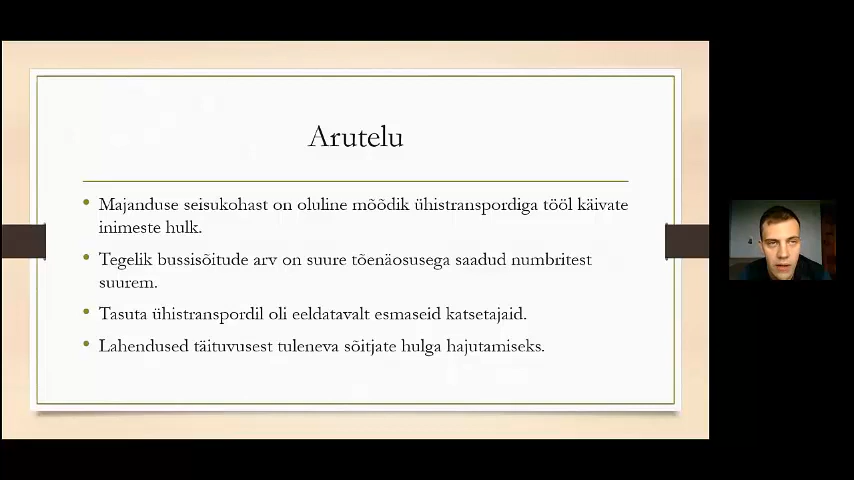 Arutelu
Majanduse seisukohast on oluline mõõdik ühistranspordiga tööl käivate
inimeste hulk.
Tegelik bussisõitude arv on suure tõenäosusega saadud numbritest
suurem.
Tasuta ühistranspordil oli eeldatavalt esmaseid katsetajaid.
Lahendused täituvusest tuleneva sõitjate hulga hajutamiseks.